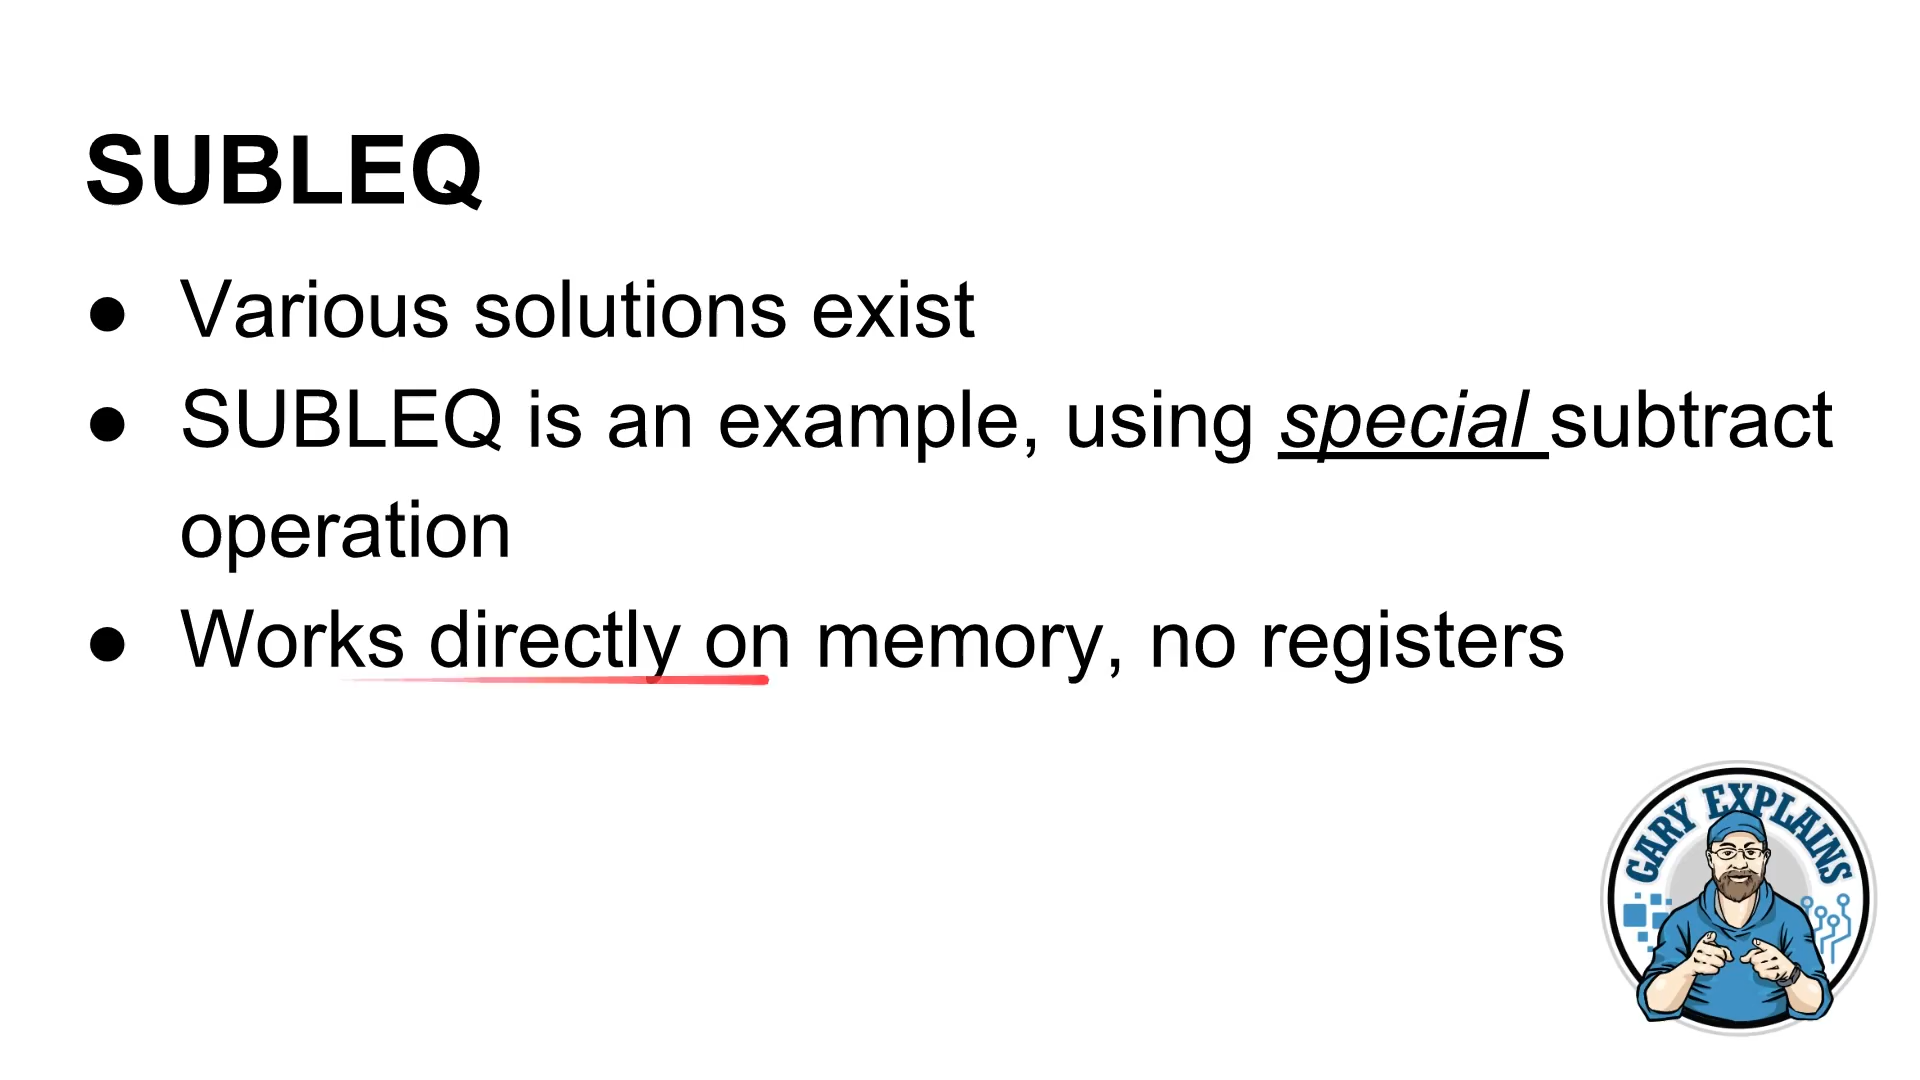 SUBLEQ
● Various solutions exist
● SUBLEQ is an example, using special subtract
operation
● Works directly on memory, no registers
GARY EXPLAINS